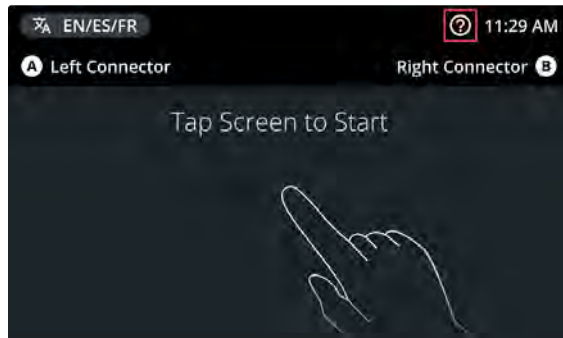 EN/ES/FR
11:29 AM
A Left Connector
Right Connector B
Tap Screen to Start